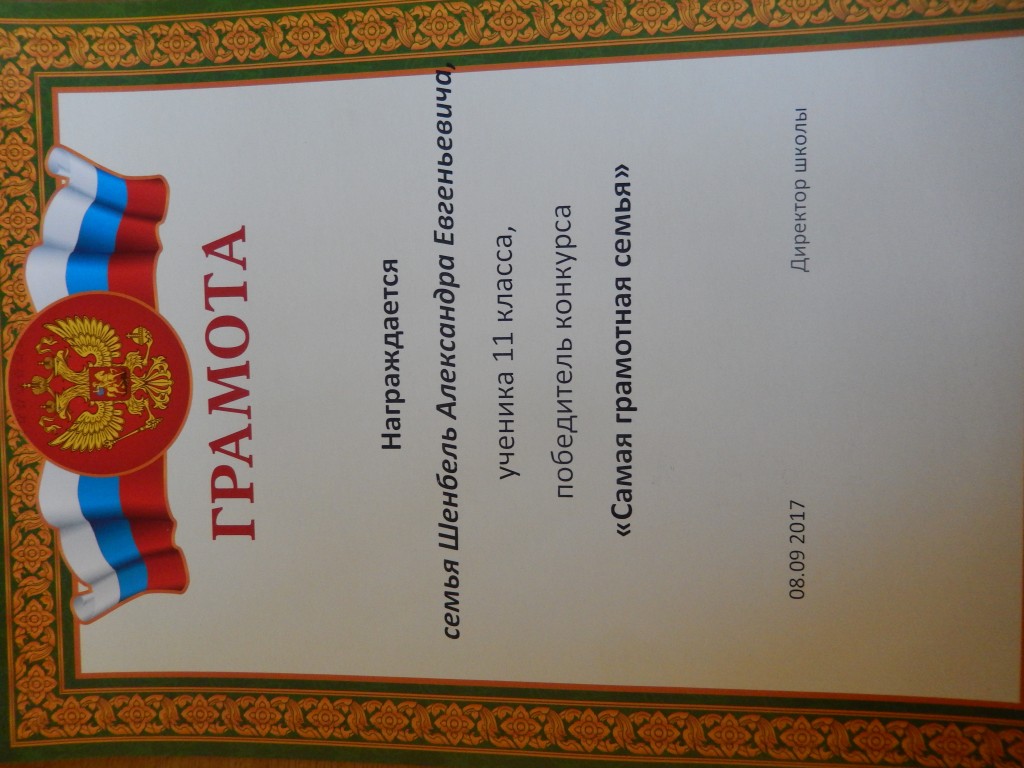 ГРАМОТА
Награждается
семья Шенбель Александра Евгеньевича,
ученика 11 класса,
победитель конкурса
«Самая грамотная семья»
08.09 2017 Директор школы